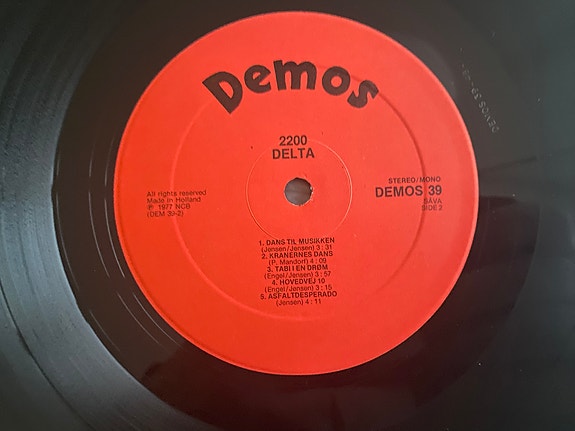 Demos
2200
DELTA
STEREO/MONO
DEMOS 39
SAVA
SIDE 2
All rights reserved
Made in Holland
℗ 1977 NCB
(DEM 39-2)
1. DANS TIL MUSIKKEN
(Jensen/Jensen) 3 : 31
2. KRANERNES DANS
(P. Mandorf) 4 : 09
3. TABI I EN DRØM
(Engel/Jensen) 3 : 57
4. HOVEDVEJ 10
(Engel/Jensen) 3 : 15
5. ASFALTDESPERADO
(Jensen) 4 : 11